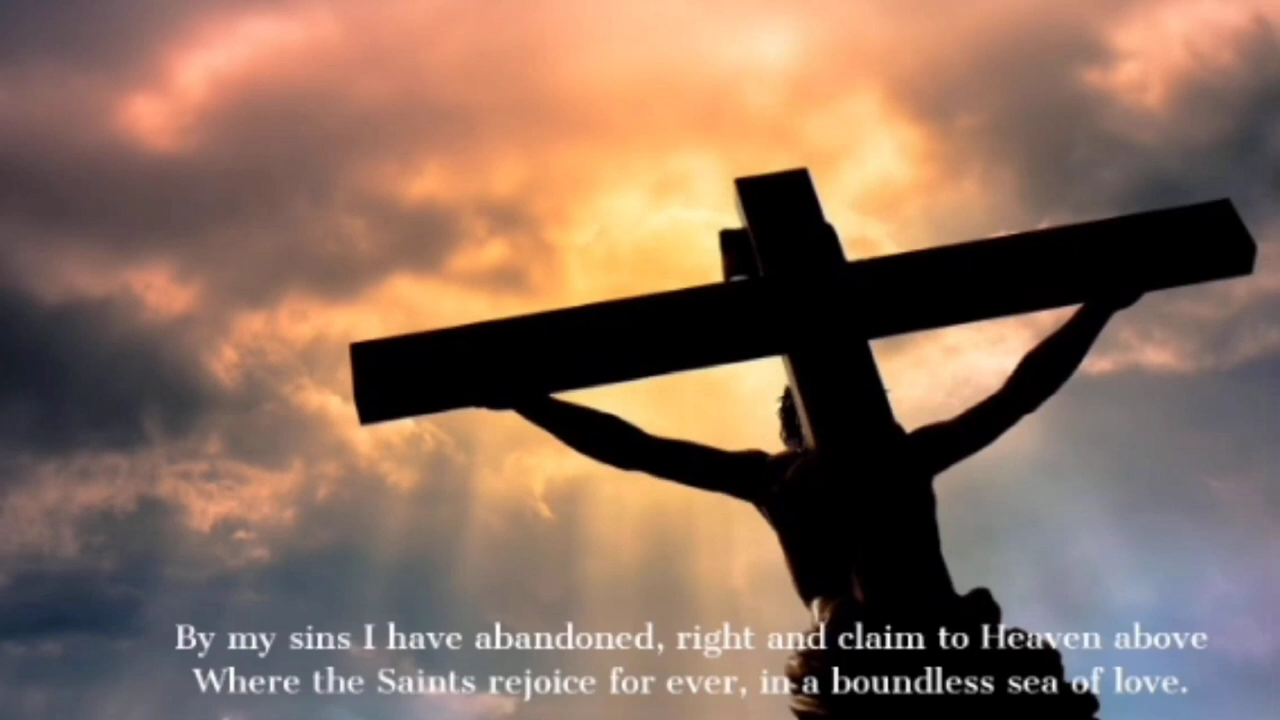 By my sins I have abandoned, right and claim to Heaven above
Where the Saints rejoice for ever, in a boundless sea of love.